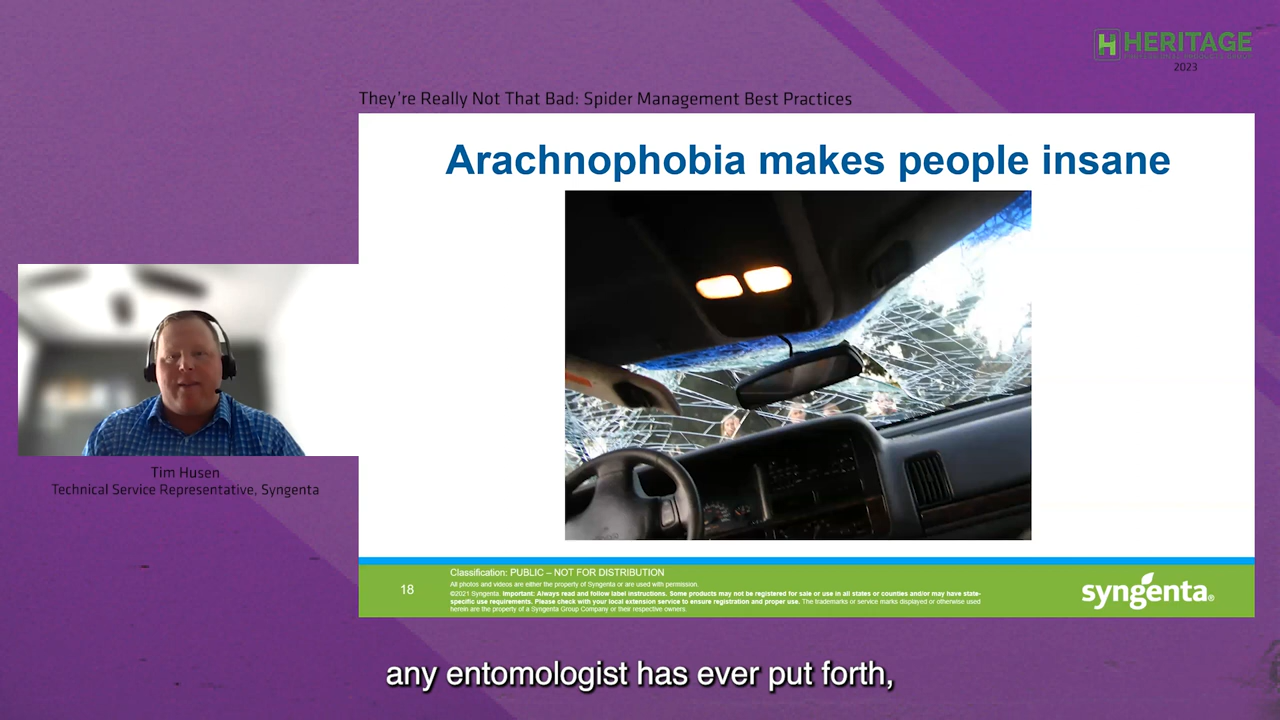 HERITAGE
2023
They're Really Not That Bad: Spider Management Best Practices
Arachnophobia makes people insane
Tim Husen
Technical Service Representative, Syngenta
18
Classification: PUBLIC – NOT FOR DISTRIBUTION
All photos and videos are either the property of Syngenta or are used with permission.
©2021 Syngenta. Important: Always read and follow label instructions. Some products may not be registered for sale or use in all states or counties and/or may have state-
specific use requirements. Please check with your local extension service to ensure registration and proper use. The trademarks or service marks displayed or otherwise used
herein are the property of a Syngenta Group Company or their respective owners.
syngenta®
any entomologist has ever put forth,